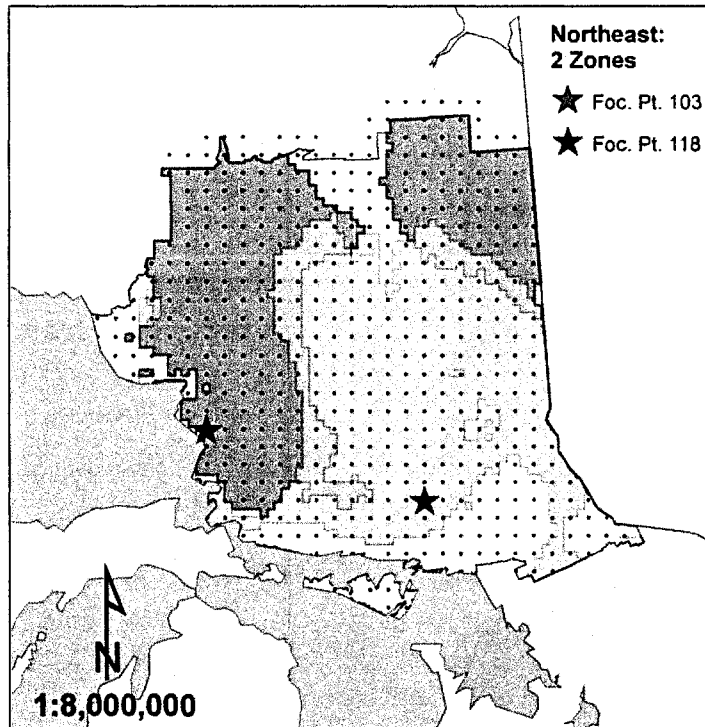 Northeast:
2 Zones
Foc. Pt. 103
Foc. Pt. 118
N
1:8,000,000